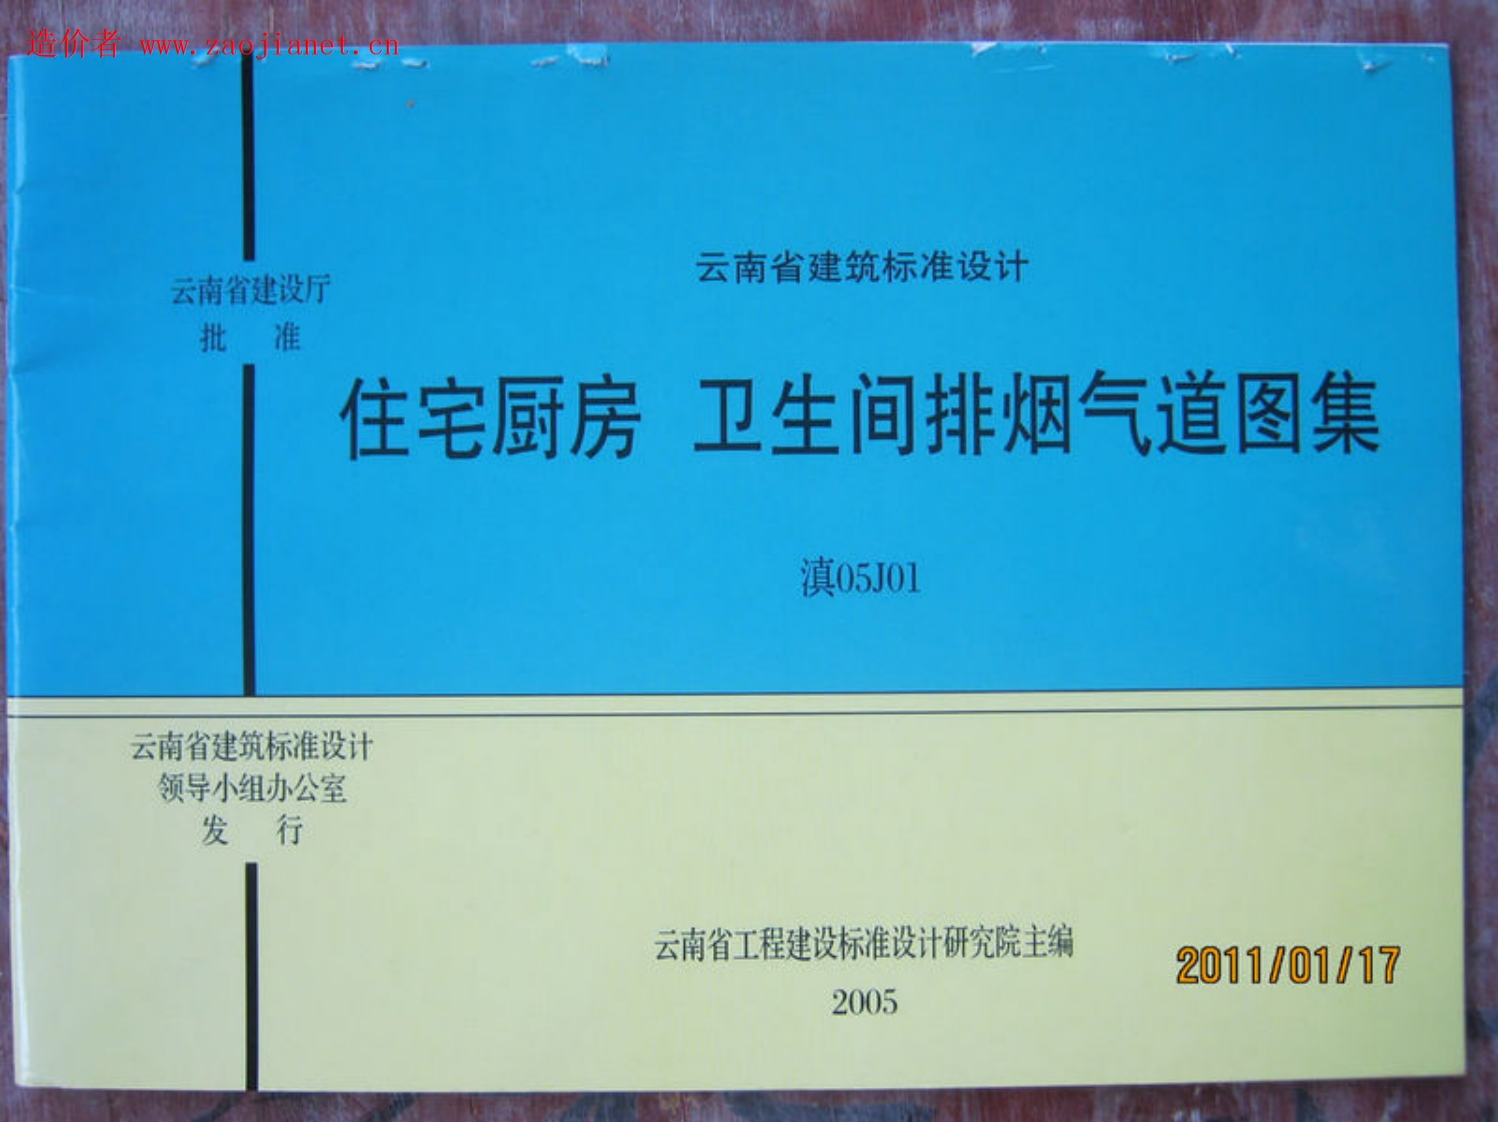 造价者 www.zaojianet.cn
云南省建设厅
批 准
云南省建筑标准设计
住宅厨房 卫生间排烟气道图集
滇05J01
云南省建筑标准设计
领导小组办公室
发 行
云南省工程建设标准设计研究院主编
2005
2011/01/17